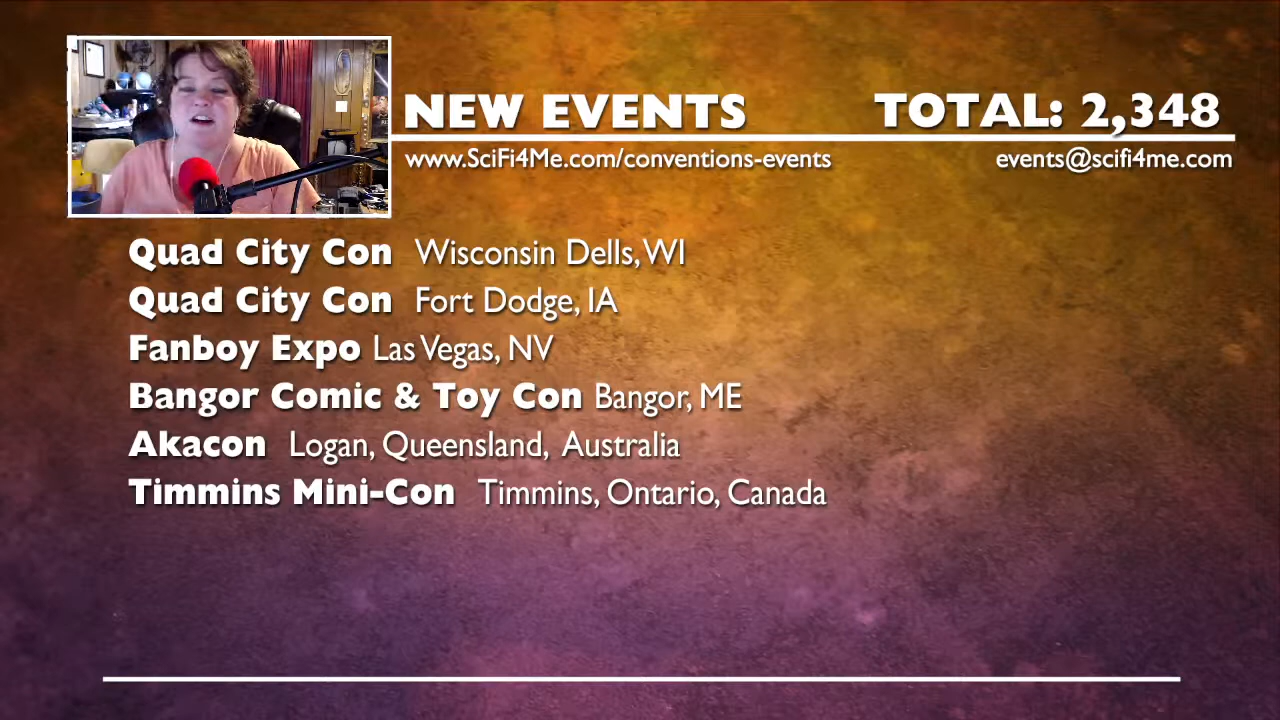 NEW EVENTS
TOTAL: 2,348
www.SciFi4Me.com/conventions-events
events@scifi4me.com
Quad City Con Wisconsin Dells, WI
Quad City Con Fort Dodge, IA
Fanboy Expo Las Vegas, NV
Bangor Comic & Toy Con Bangor, ME
Akacon Logan, Queensland, Australia
Timmins Mini-Con Timmins, Ontario, Canada